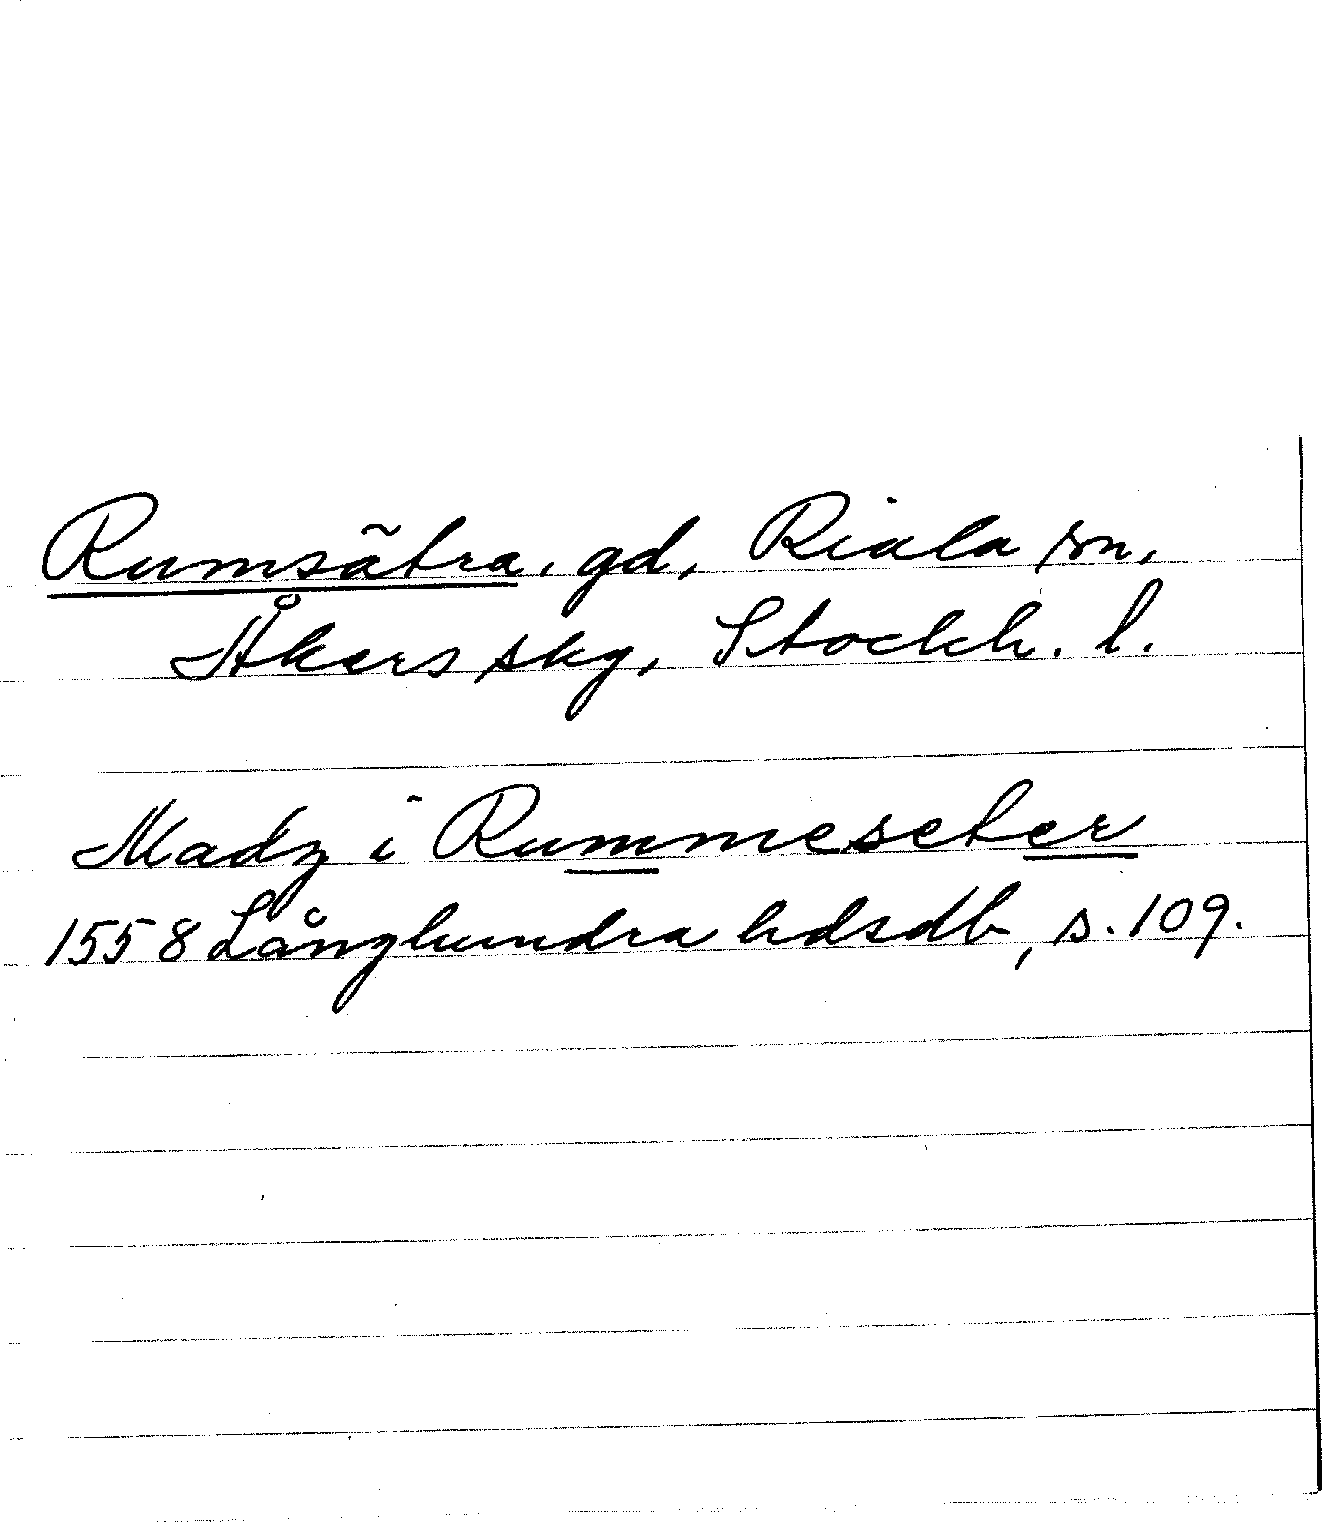 Rumsätra, gd, Riala sn,
Åkers skg, Stockh. l.
Madz i Rummeseter
1558 Långhundra hdsdb, s. 109.